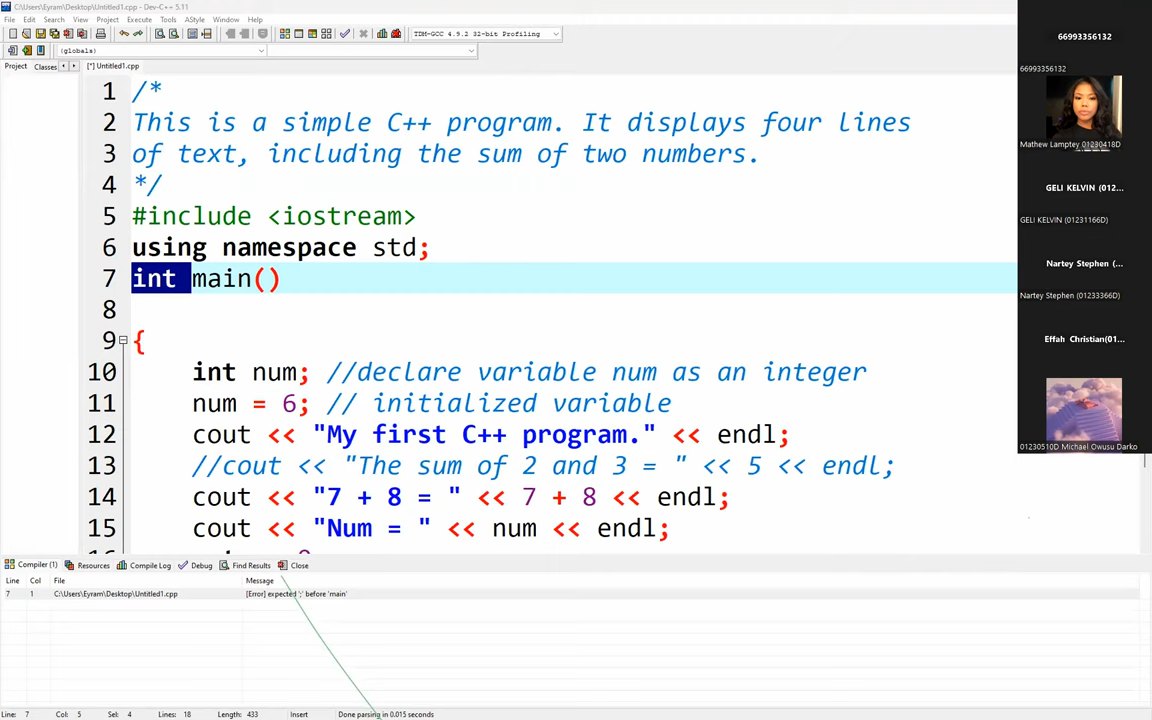 C:\Users\Eyram\Desktop\Untitled1.cpp - Dev-C++ 5.11
File Edit Search View Project Execute Tools AStyle Window Help
TDM-GCC 4.9.2 32-bit Profiling
(globals)
Project Classes [*] Untitled1.cpp
1 /*
2 This is a simple C++ program. It displays four lines
3 of text, including the sum of two numbers.
4 */
5 #include <iostream>
6 using namespace std;
7 int main()
8
9 {
10 int num; //declare variable num as an integer
11 num = 6; // initialized variable
12 cout << "My first C++ program." << endl;
13 //cout << "The sum of 2 and 3 = " << 5 << endl;
14 cout << "7 + 8 = " << 7 + 8 << endl;
15 cout << "Num = " << num << endl;
Compiler (1) Resources Compile Log Debug Find Results Close
Line Col File Message
7 1 C:\Users\Eyram\Desktop\Untitled1.cpp [Error] expected ';' before 'main'
Line: 7 Col: 5 Sel: 4 Lines: 18 Length: 433 Insert Done parsing in 0.015 seconds
66993356132
66993356132
Mathew Lamptey 01230418D
GELI KELVIN (012...
GELI KELVIN (01231166D)
Nartey Stephen (...
Nartey Stephen (01233366D)
Effah Christian(01...
01230510D Michael Owusu Darko